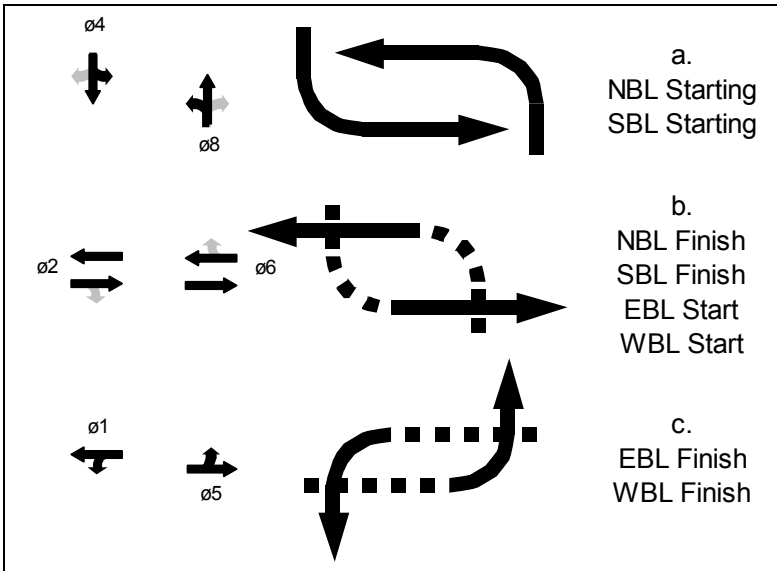 ø4
ø8
a.
NBL Starting
SBL Starting
ø2
ø6
b.
NBL Finish
SBL Finish
EBL Start
WBL Start
ø1
ø5
c.
EBL Finish
WBL Finish